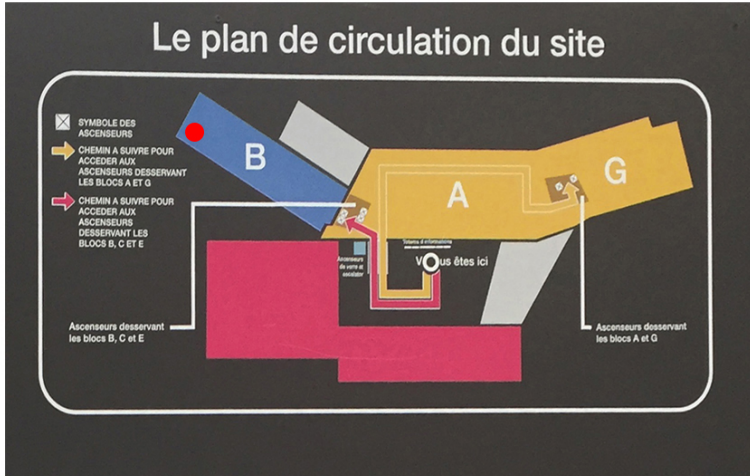 Le plan de circulation du site
SYMBOLE DES
ASCENSEURS
CHEMIN A SUIVRE POUR
ACCEDER AUX
ASCENSEURS DESSERVANT
LES BLOCS A ET G
CHEMIN A SUIVRE POUR
ACCEDER AUX
ASCENSEURS
DESSERVANT LES
BLOCS B, C ET E
B
A
G
Totems d'informations
Ascenseurs
de verre et
escalator
Vous êtes ici
Ascenseurs desservant
les blocs B, C et E
Ascenseurs desservant
les blocs A et G